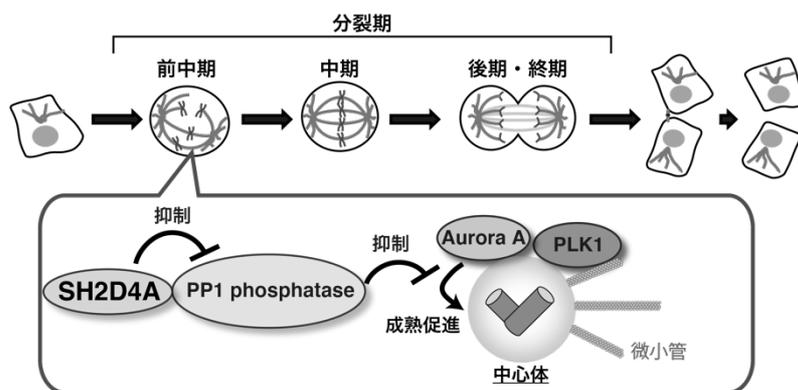 分裂期
前中期
中期
後期・終期
抑制
抑制
Aurora A
PLK1
SH2D4A
PP1 phosphatase
成熟促進
微小管
中心体